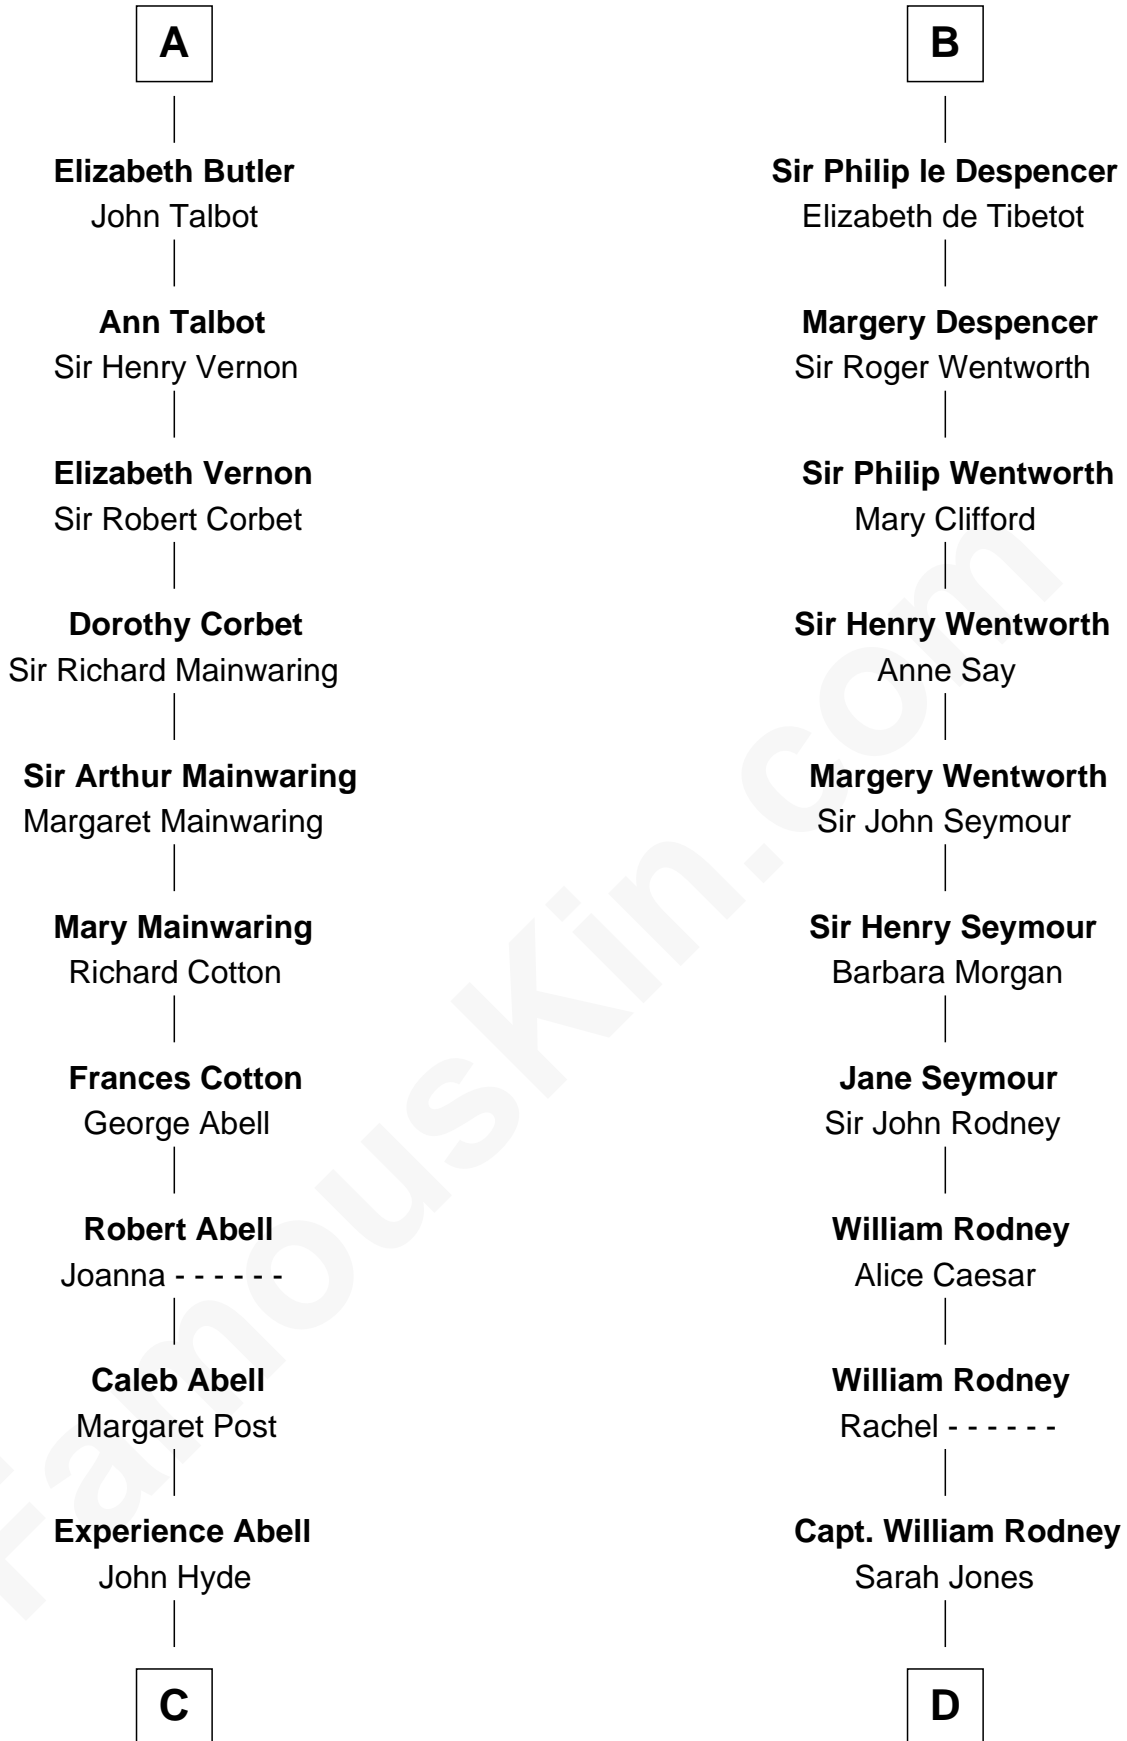 A
Elizabeth Butler
John Talbot
Ann Talbot
Sir Henry Vernon
Elizabeth Vernon
Sir Robert Corbet
Dorothy Corbet
Sir Richard Mainwaring
Sir Arthur Mainwaring
Margaret Mainwaring
Mary Mainwaring
Richard Cotton
Frances Cotton
George Abell
Robert Abell
Joanna - - - - - -
Caleb Abell
Margaret Post
Experience Abell
John Hyde
C
B
Sir Philip le Despencer
Elizabeth de Tibetot
Margery Despencer
Sir Roger Wentworth
Sir Philip Wentworth
Mary Clifford
Sir Henry Wentworth
Anne Say
Margery Wentworth
Sir John Seymour
Sir Henry Seymour
Barbara Morgan
Jane Seymour
Sir John Rodney
William Rodney
Alice Caesar
William Rodney
Rachel - - - - - -
Capt. William Rodney
Sarah Jones
D
FamousKin.com